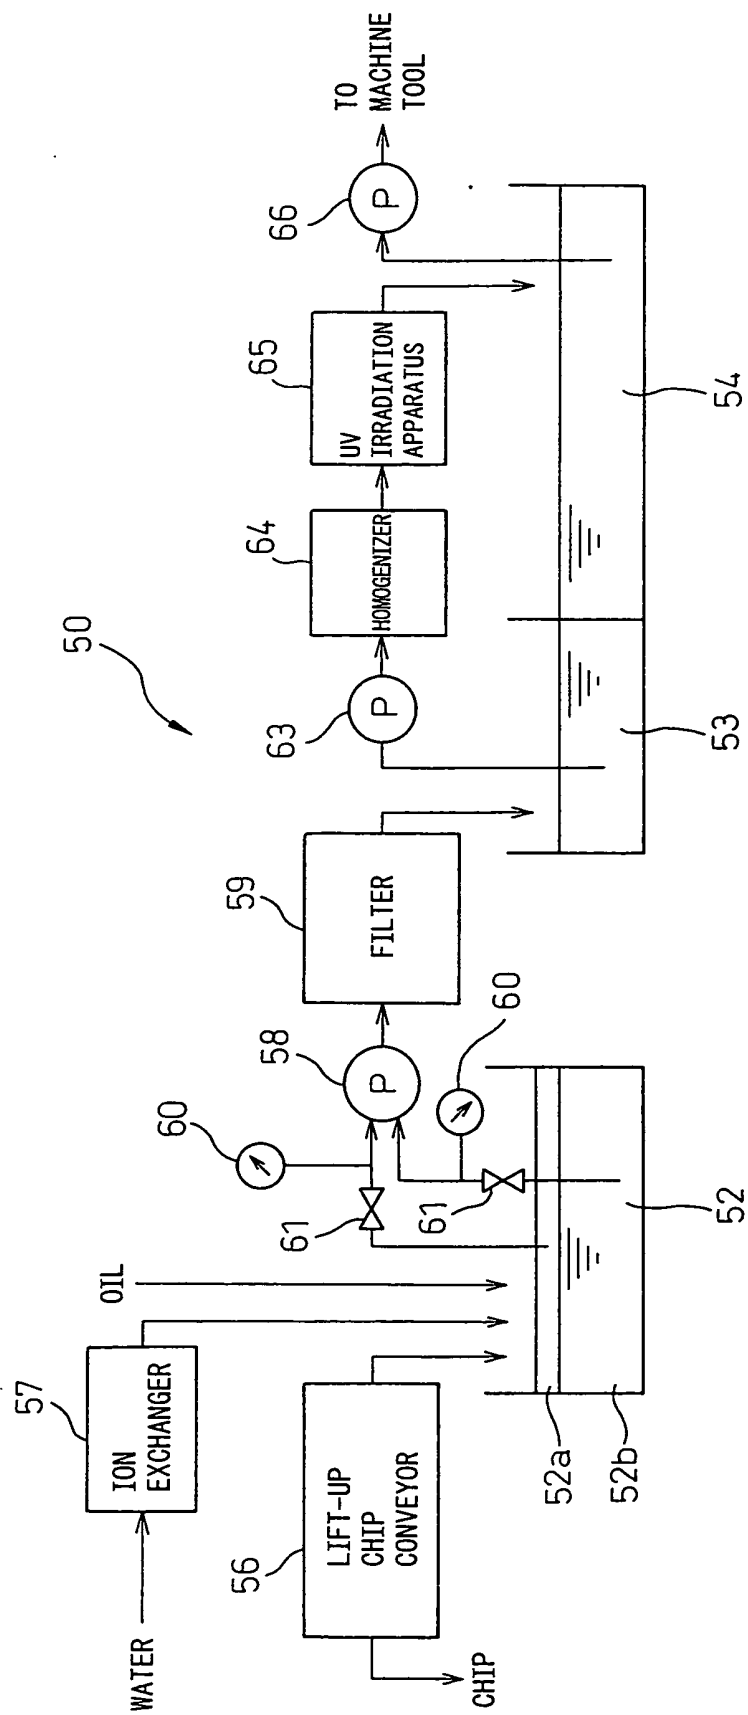 50
WATER
57
ION
EXCHANGER
OIL
60
58
59
FILTER
63
P
64
HOMOGENIZER
65
UV
IRRADIATION
APPARATUS
66
P
TO
MACHINE
TOOL
56
LIFT-UP
CHIP
CONVEYOR
CHIP
61
P
61
60
52a
52b
52
53
54